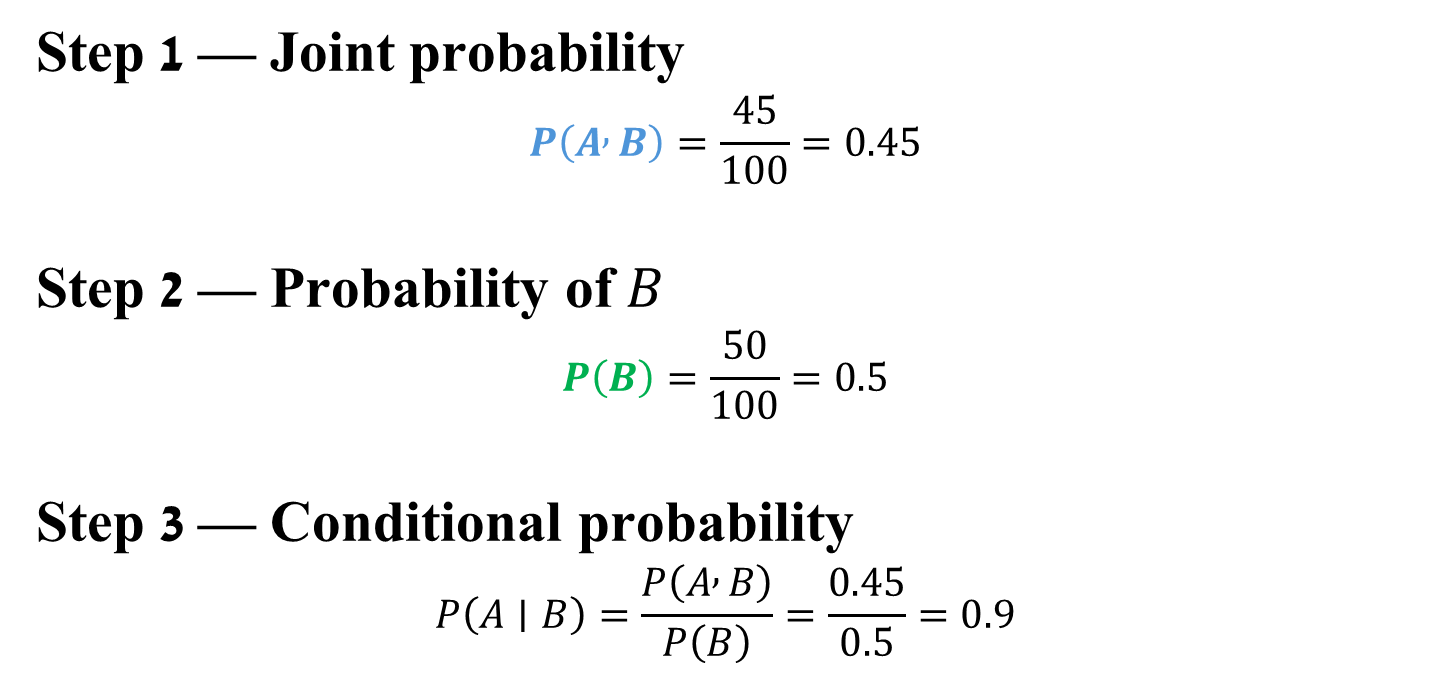 Step 1 — Joint probability
P(A, B) = 45/100 = 0.45
Step 2 — Probability of B
P(B) = 50/100 = 0.5
Step 3 — Conditional probability
P(A | B) = P(A, B)/P(B) = 0.45/0.5 = 0.9